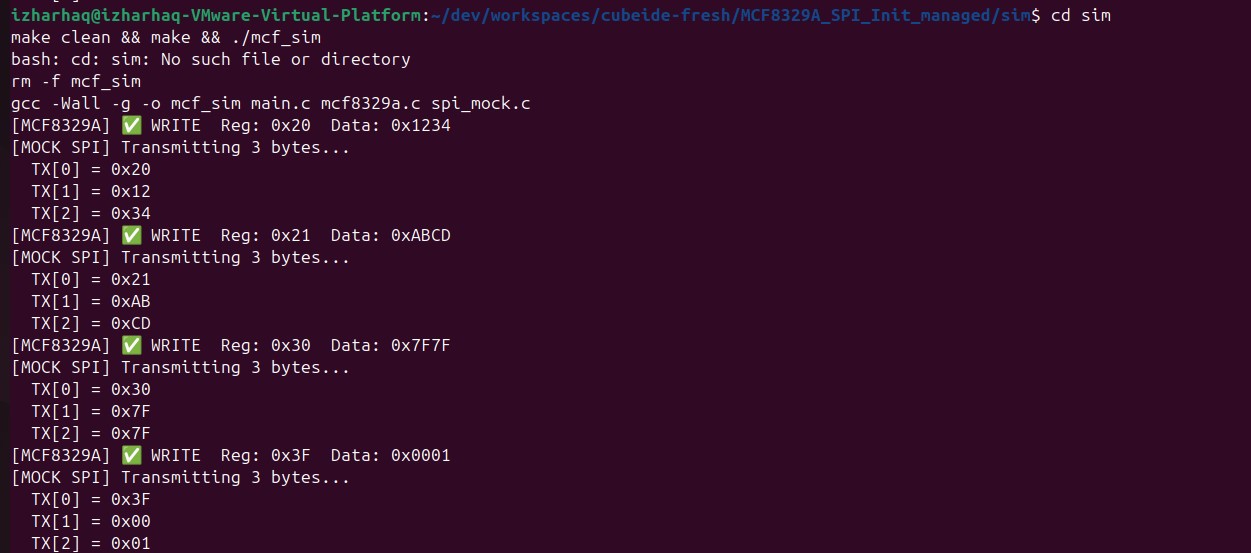 izharhaq@izharhaq-VMware-Virtual-Platform:~/dev/workspaces/cubeide-fresh/MCF8329A_SPI_Init_managed/sim$ cd sim
make clean && make && ./mcf_sim
bash: cd: sim: No such file or directory
rm -f mcf_sim
gcc -Wall -g -o mcf_sim main.c mcf8329a.c spi_mock.c
[MCF8329A] ✅ WRITE  Reg: 0x20  Data: 0x1234
[MOCK SPI] Transmitting 3 bytes...
  TX[0] = 0x20
  TX[1] = 0x12
  TX[2] = 0x34
[MCF8329A] ✅ WRITE  Reg: 0x21  Data: 0xABCD
[MOCK SPI] Transmitting 3 bytes...
  TX[0] = 0x21
  TX[1] = 0xAB
  TX[2] = 0xCD
[MCF8329A] ✅ WRITE  Reg: 0x30  Data: 0x7F7F
[MOCK SPI] Transmitting 3 bytes...
  TX[0] = 0x30
  TX[1] = 0x7F
  TX[2] = 0x7F
[MCF8329A] ✅ WRITE  Reg: 0x3F  Data: 0x0001
[MOCK SPI] Transmitting 3 bytes...
  TX[0] = 0x3F
  TX[1] = 0x00
  TX[2] = 0x01